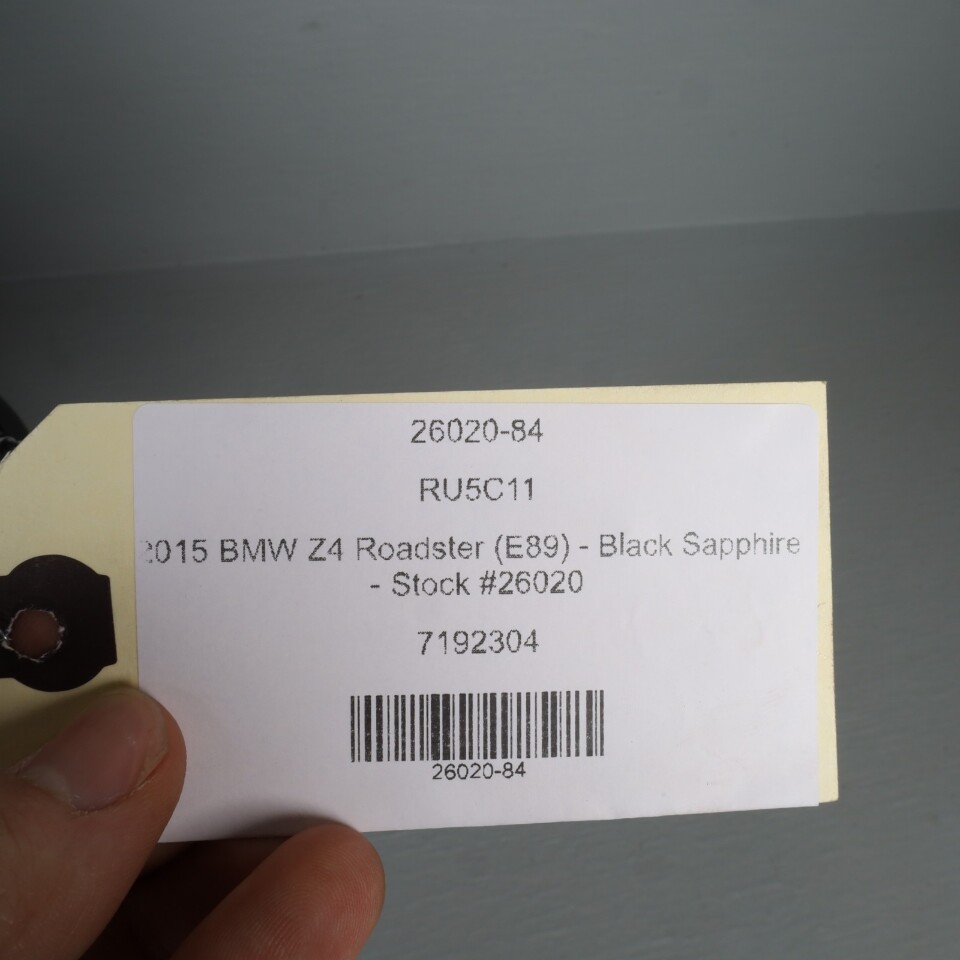 26020-84
RU5C11
2015 BMW Z4 Roadster (E89) - Black Sapphire
- Stock #26020
7192304
26020-84